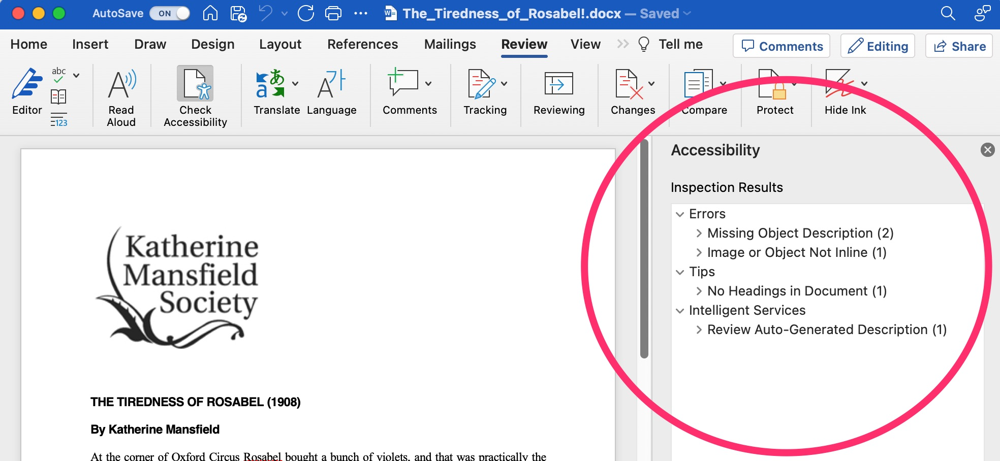 AutoSave ON The_Tiredness_of_Rosabel!.docx — Saved
Home Insert Draw Design Layout References Mailings Review View Tell me Comments Editing Share
abc
123
Editor
Read
Aloud
Check
Accessibility
Translate
Language
Comments
Tracking
Reviewing
Changes
Compare
Protect
Hide Ink
Katherine
Mansfield
Society
THE TIREDNESS OF ROSABEL (1908)
By Katherine Mansfield
At the corner of Oxford Circus Rosabel bought a bunch of violets, and that was practically the
Accessibility
Inspection Results
Errors
Missing Object Description (2)
Image or Object Not Inline (1)
Tips
No Headings in Document (1)
Intelligent Services
Review Auto-Generated Description (1)